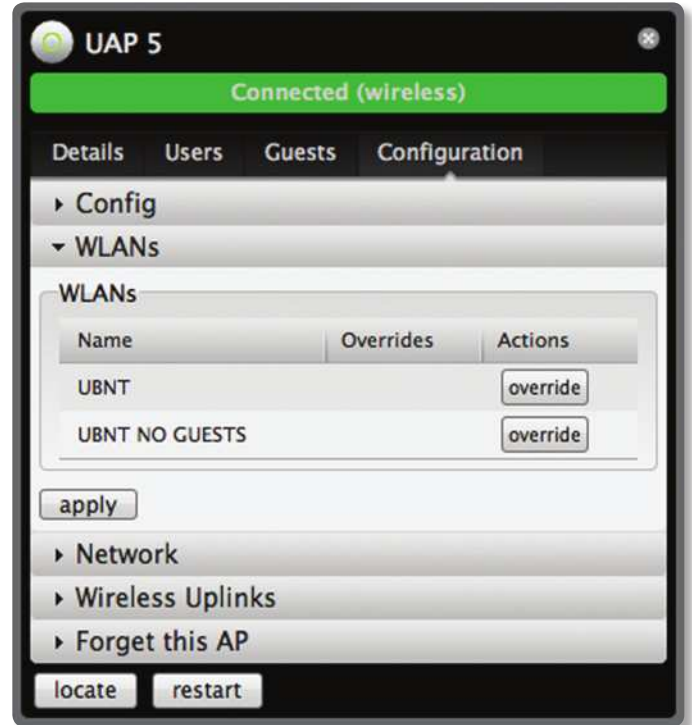 UAP 5
Connected (wireless)
Details Users Guests Configuration
Config
WLANs
WLANs
Name Overrides Actions
UBNT override
UBNT NO GUESTS override
apply
Network
Wireless Uplinks
Forget this AP
locate restart